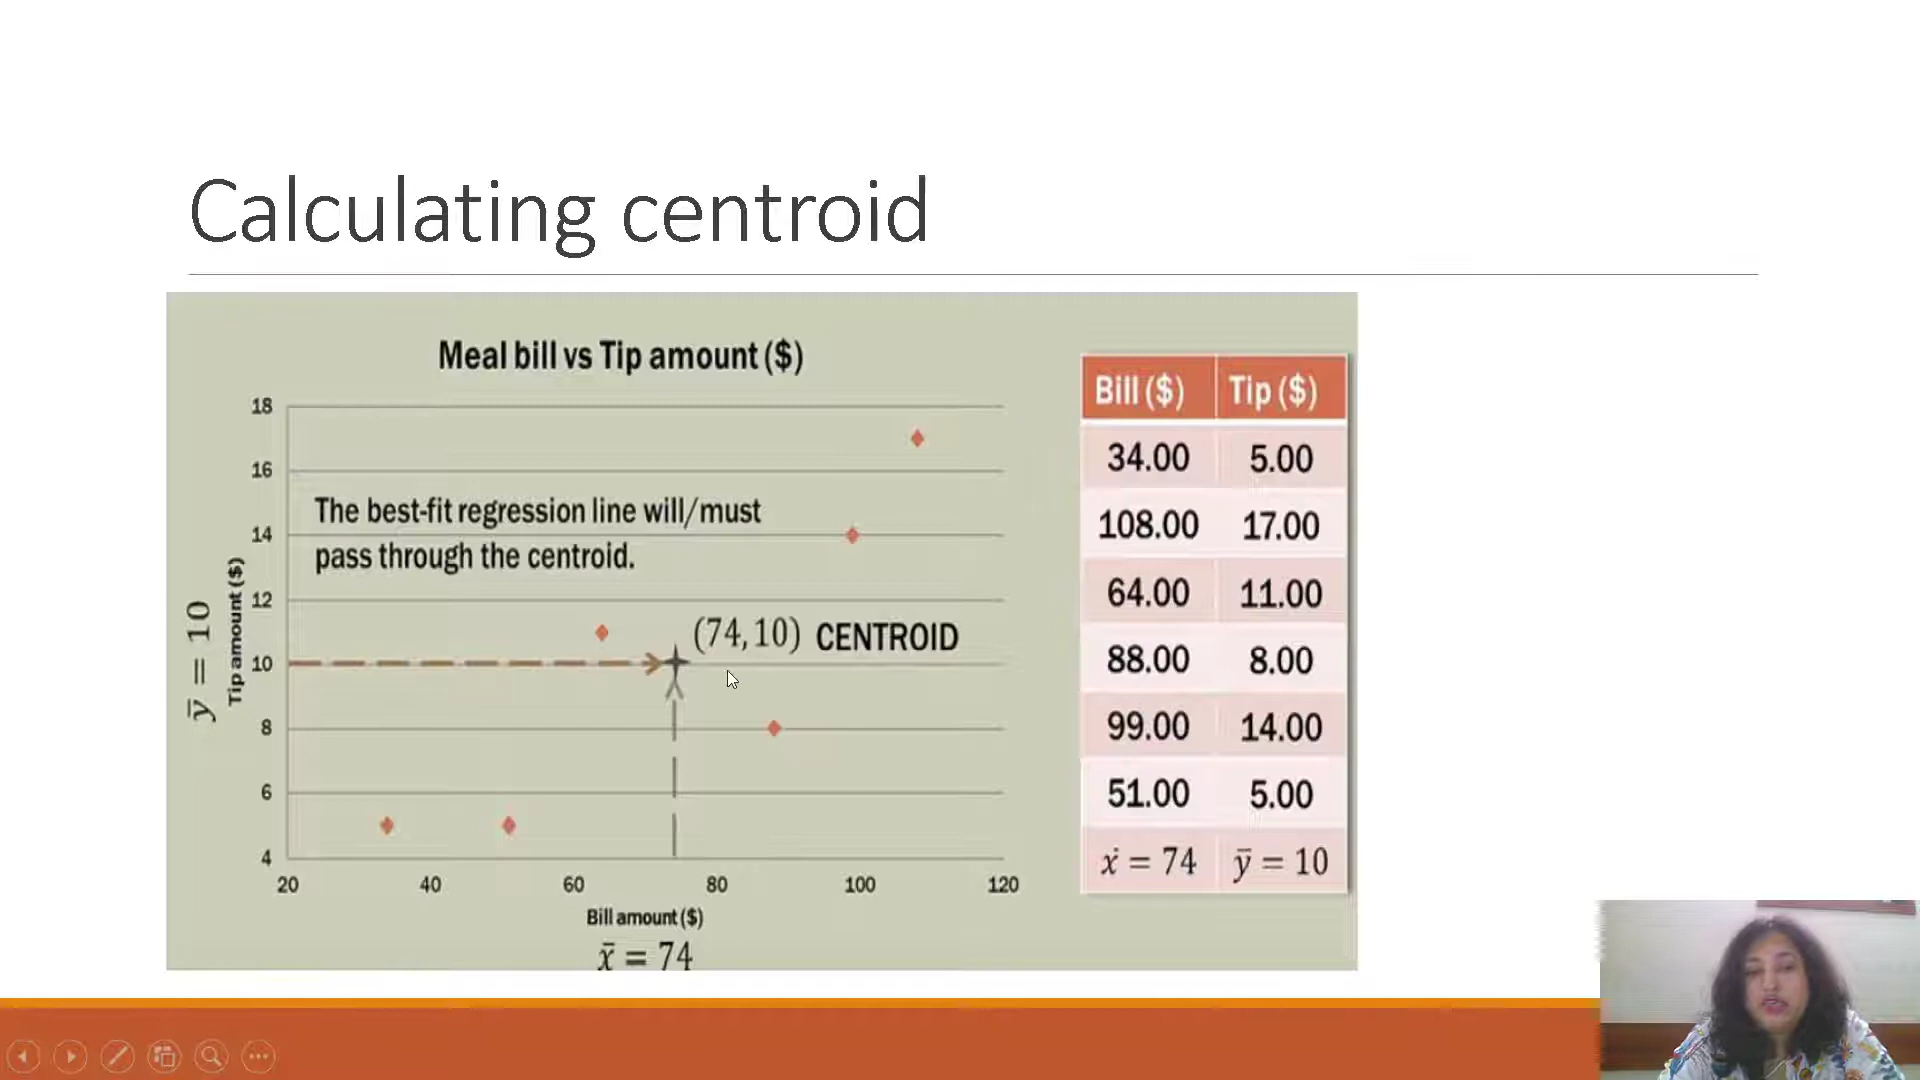 Calculating centroid
Meal bill vs Tip amount ($)
18
16
14
12
10
8
6
4
The best-fit regression line will/must
pass through the centroid.
(74,10) CENTROID
ȳ = 10
Tip amount ($)
20 40 60 80 100 120
Bill amount ($)
x̄ = 74
Bill ($) Tip ($)
34.00 5.00
108.00 17.00
64.00 11.00
88.00 8.00
99.00 14.00
51.00 5.00
x̄ = 74 ȳ = 10